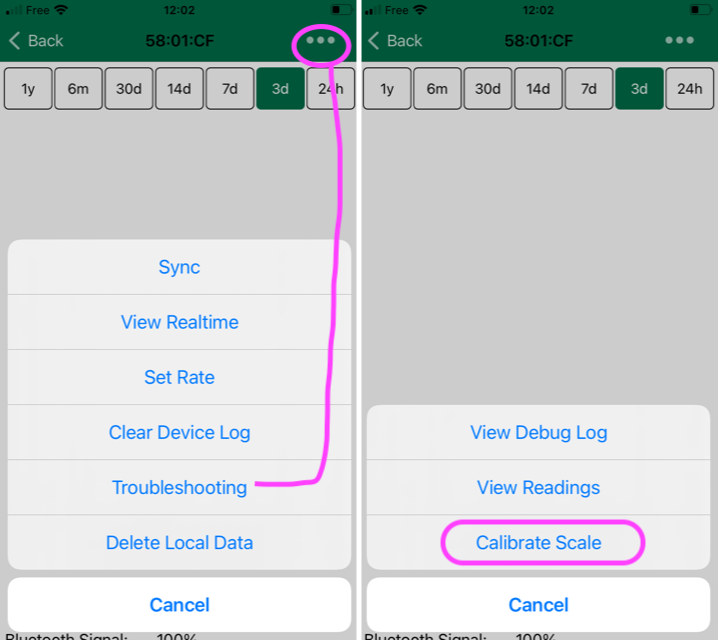 Free 12:02
Back 58:01:CF
1y 6m 30d 14d 7d 3d 24h
Sync
View Realtime
Set Rate
Clear Device Log
Troubleshooting
Delete Local Data
Cancel
Bluetooth Signal: 100%
Free 12:02
Back 58:01:CF
1y 6m 30d 14d 7d 3d 24h
View Debug Log
View Readings
Calibrate Scale
Cancel
Bluetooth Signal: 100%